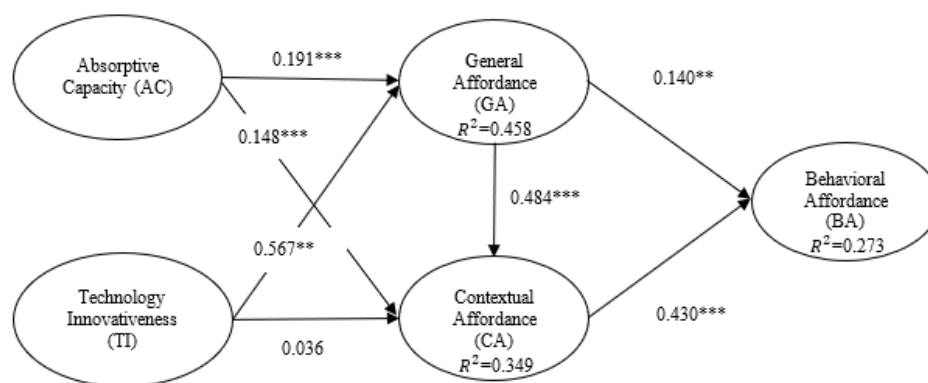 Absorptive
Capacity (AC)
0.191***
General
Affordance
(GA)
R²=0.458
0.140**
0.148***
0.484***
Behavioral
Affordance
(BA)
R²=0.273
0.567**
Technology
Innovativeness
(TI)
0.036
Contextual
Affordance
(CA)
R²=0.349
0.430***